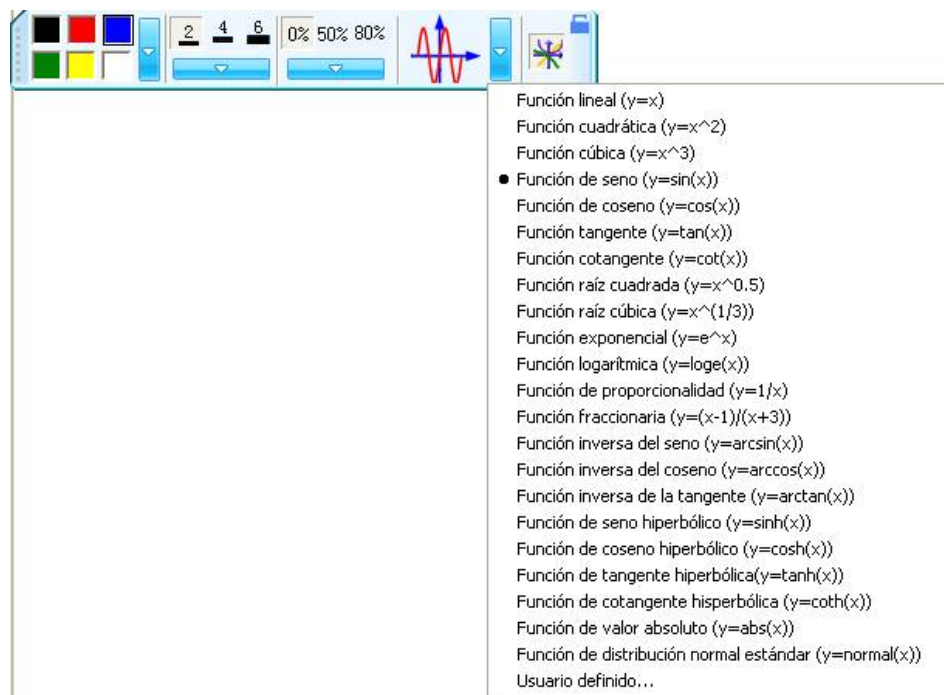 2 4 6 0% 50% 80%
Función lineal (y=x)
Función cuadrática (y=x^2)
Función cúbica (y=x^3)
Función de seno (y=sin(x))
Función de coseno (y=cos(x))
Función tangente (y=tan(x))
Función cotangente (y=cot(x))
Función raíz cuadrada (y=x^0.5)
Función raíz cúbica (y=x^(1/3))
Función exponencial (y=e^x)
Función logarítmica (y=loge(x))
Función de proporcionalidad (y=1/x)
Función fraccionaria (y=(x-1)/(x+3))
Función inversa del seno (y=arcsin(x))
Función inversa del coseno (y=arccos(x))
Función inversa de la tangente (y=arctan(x))
Función de seno hiperbólico (y=sinh(x))
Función de coseno hiperbólico (y=cosh(x))
Función de tangente hiperbólica(y=tanh(x))
Función de cotangente hisperbólica (y=coth(x))
Función de valor absoluto (y=abs(x))
Función de distribución normal estándar (y=normal(x))
Usuario definido...